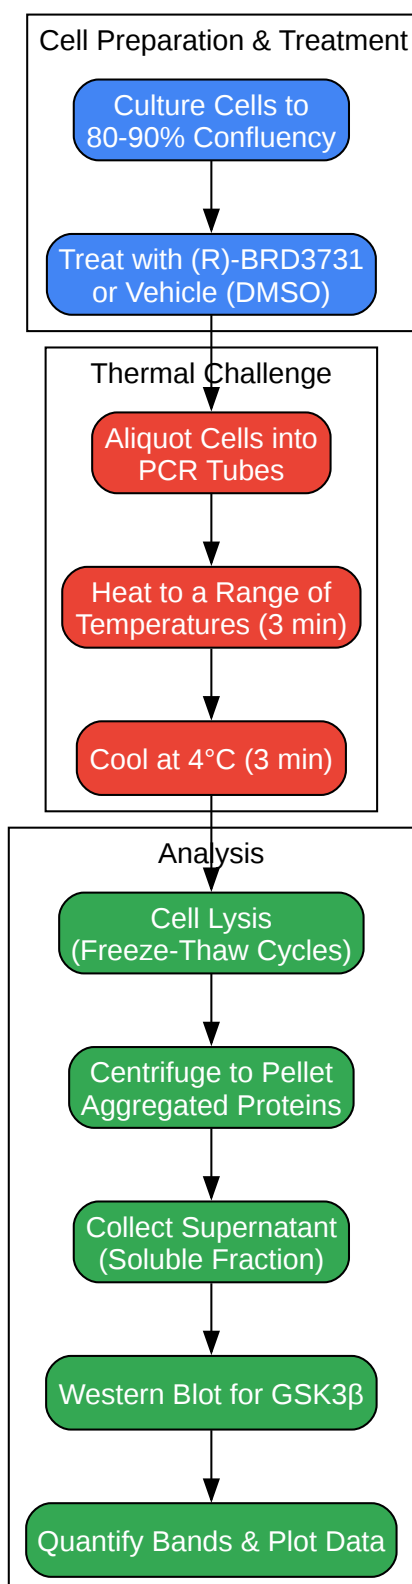 Cell Preparation & Treatment
Culture Cells to
80-90% Confluency
Treat with (R)-BRD3731
or Vehicle (DMSO)
Thermal Challenge
Aliquot Cells into
PCR Tubes
Heat to a Range of
Temperatures (3 min)
Cool at 4°C (3 min)
Analysis
Cell Lysis
(Freeze-Thaw Cycles)
Centrifuge to Pellet
Aggregated Proteins
Collect Supernatant
(Soluble Fraction)
Western Blot for GSK3β
Quantify Bands & Plot Data